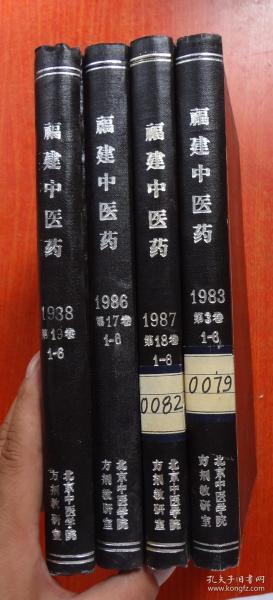 福建中医药
1938
第19卷
1-6
北京中医学院
方剂教研室
福建中医药
1986
第17卷
1-6
北京中医学院
方剂教研室
福建中医药
1987
第18卷
1-6
0082
北京中医学院
方剂教研室
福建中医药
1983
第3卷
1-6
0079
北京中医学院
方剂教研室
孔夫子旧书网